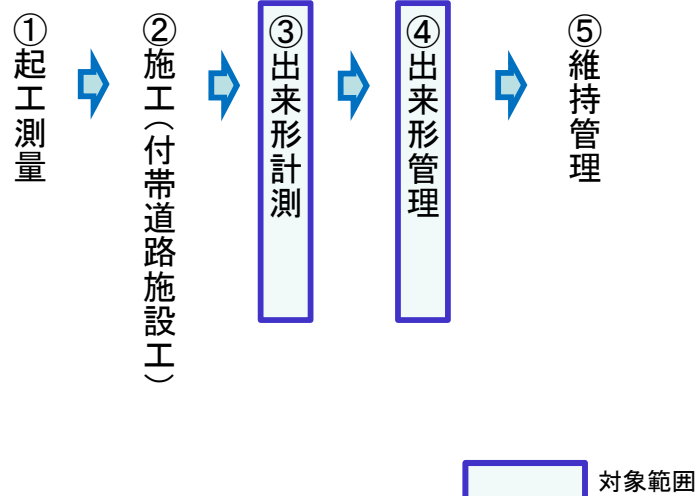 ①起工測量
②施工（付帯道路施設工）
③出来形計測
④出来形管理
⑤維持管理
対象範囲